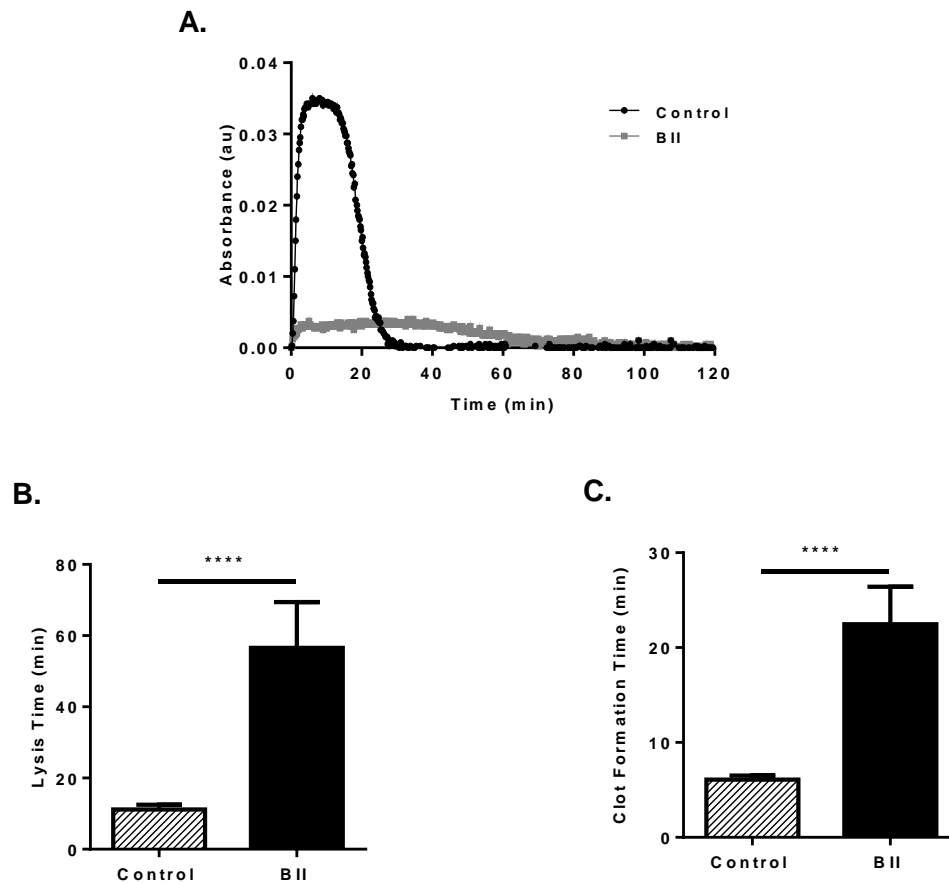 A.
0.04
0.03
0.02
0.01
0.00
Absorbance (au)
0 20 40 60 80 100 120
Time (min)
Control
BII
B.
80
60
40
20
0
Lysis Time (min)
****
Control BII
C.
30
20
10
0
Clot Formation Time (min)
****
Control BII